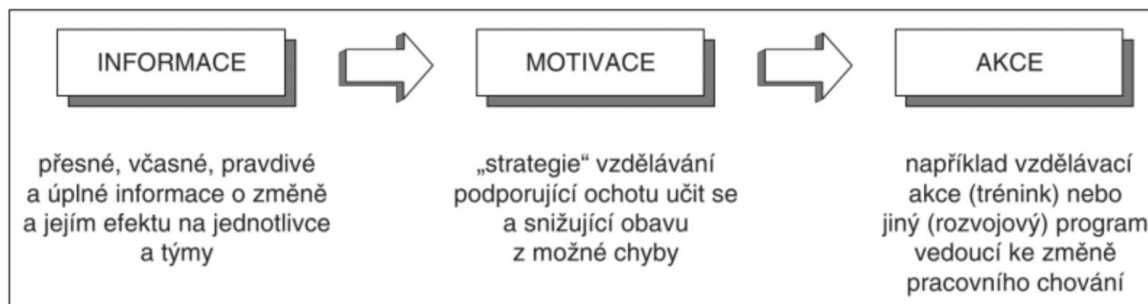 INFORMACE
MOTIVACE
AKCE
přesné, včasné, pravdivé
a úplné informace o změně
a jejím efektu na jednotlivce
a týmy
„strategie“ vzdělávání
podporující ochotu učit se
a snižující obavu
z možné chyby
například vzdělávací
akce (trénink) nebo
jiný (rozvojový) program
vedoucí ke změně
pracovního chování